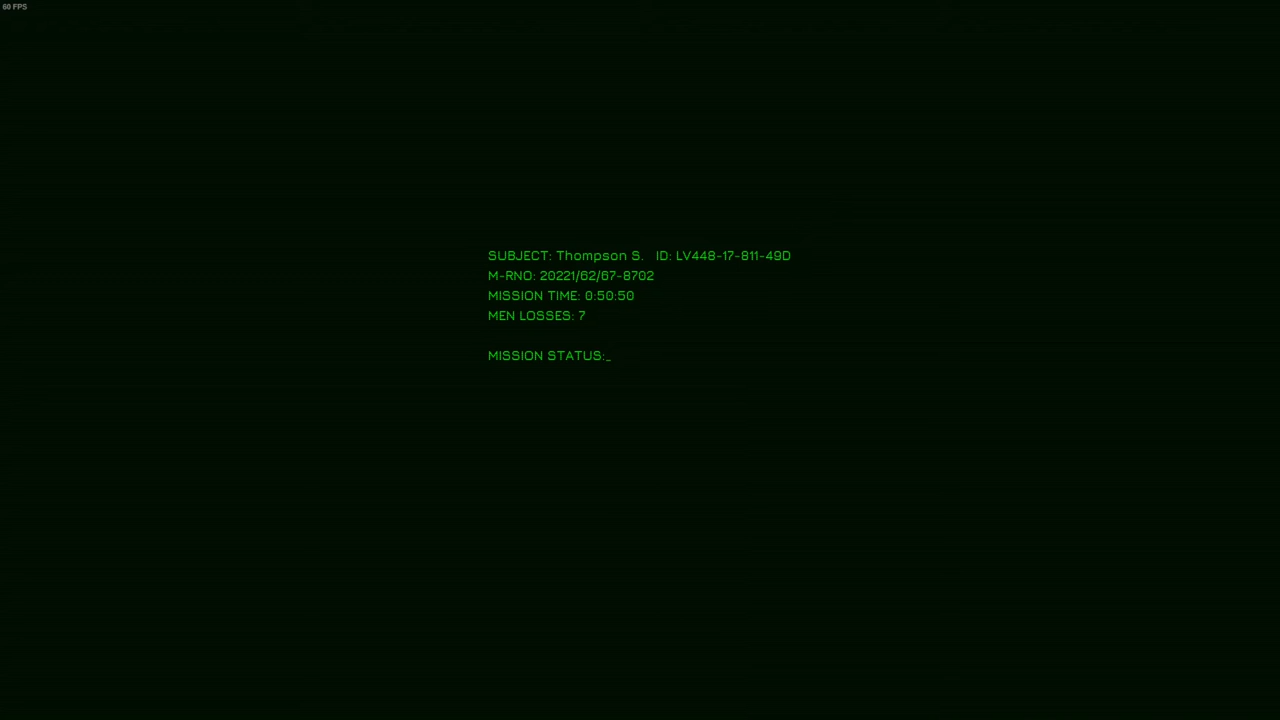 60 FPS
SUBJECT: Thompson S. ID: LV448-17-811-49D
M-RNO: 20221/62/67-8702
MISSION TIME: 0:50:50
MEN LOSSES: 7
MISSION STATUS:_